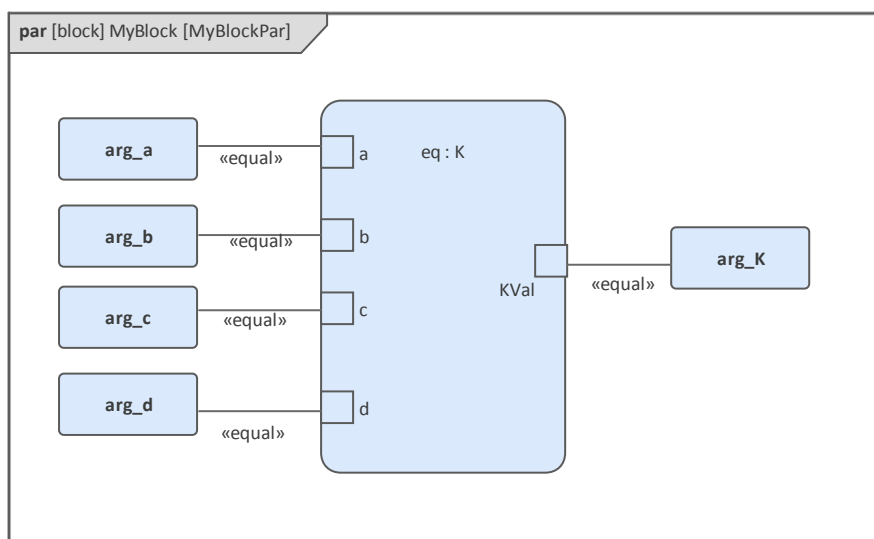 par [block] MyBlock [MyBlockPar]
arg_a
«equal»
a
eq : K
arg_b
«equal»
b
arg_c
«equal»
c
arg_d
«equal»
d
KVal
«equal»
arg_K